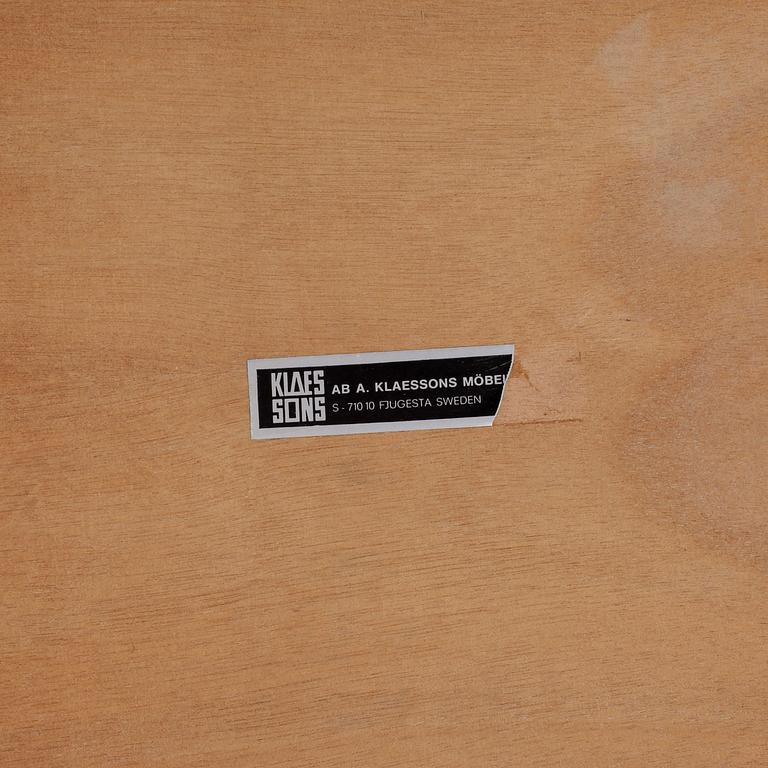 KLAES
SONS
AB A. KLAESSONS MÖBEL
S - 710 10 FJUGESTA SWEDEN